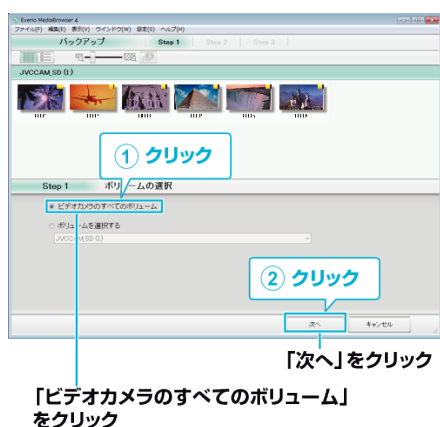 Everio MediaBrowser 4
ファイル(F) 編集(E) 表示(V) ウインドウ(W) 設定(S) ヘルプ(H)
バックアップ Step 1 Step 2 Step 3
JVCCAM_SD (I:)
① クリック
Step 1 ボリュームの選択
ビデオカメラのすべてのボリューム
ボリュームを選択する
JVCCAM_SD (I:)
② クリック
次へ キャンセル
「次へ」をクリック
「ビデオカメラのすべてのボリューム」
をクリック